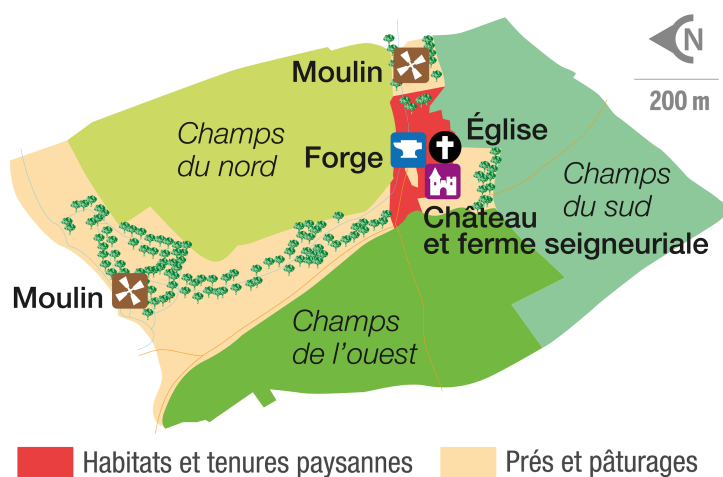 N
200 m
Moulin
Champs
du nord
Forge
Église
Champs
du sud
Château
et ferme seigneuriale
Moulin
Champs
de l'ouest
Habitats et tenures paysannes
Prés et pâturages